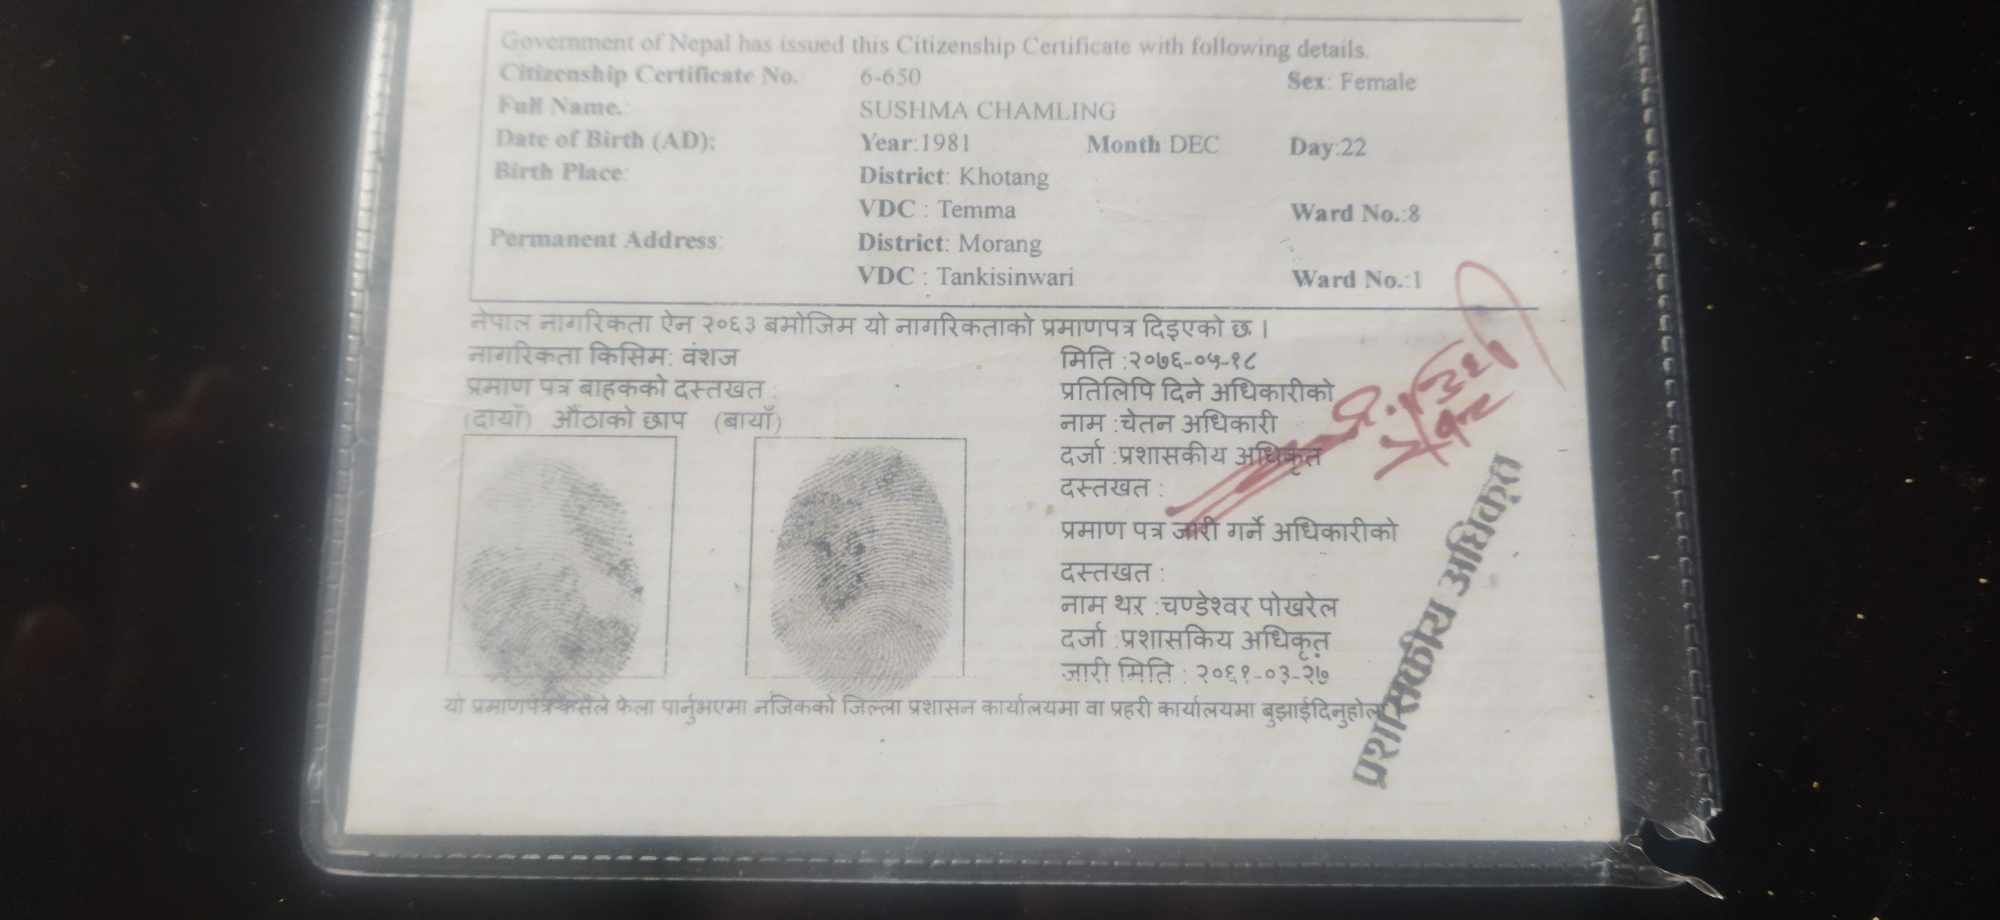 Government of Nepal has issued this Citizenship Certificate with following details.
Citizenship Certificate No. 6-650 Sex: Female
Full Name.: SUSHMA CHAMLING
Date of Birth (AD): Year:1981 Month DEC Day:22
Birth Place: District: Khotang
VDC : Temma Ward No.:8
Permanent Address: District: Morang
VDC : Tankisinwari Ward No.:1
नेपाल नागरिकता ऐन २०६३ बमोजिम यो नागरिकताको प्रमाणपत्र दिइएको छ ।
नागरिकता किसिम: वंशज
प्रमाण पत्र बाहकको दस्तखत :
(दायाँ) औंठाको छाप (बायाँ)
मिति :२०७६-०५-१८
प्रतिलिपि दिने अधिकारीको
नाम :चेतन अधिकारी
दर्जा :प्रशासकीय अधिकृत
दस्तखत :
प्रमाण पत्र जारी गर्ने अधिकारीको
दस्तखत :
नाम थर :चण्डेश्वर पोखरेल
दर्जा :प्रशासकिय अधिकृत
जारी मिति : २०६१-०३-२७
यो प्रमाणपत्र कसैले फेला पार्नुभएमा नजिकको जिल्ला प्रशासन कार्यालयमा वा प्रहरी कार्यालयमा बुझाईदिनुहोला
प्रशासकीय अधिकृत